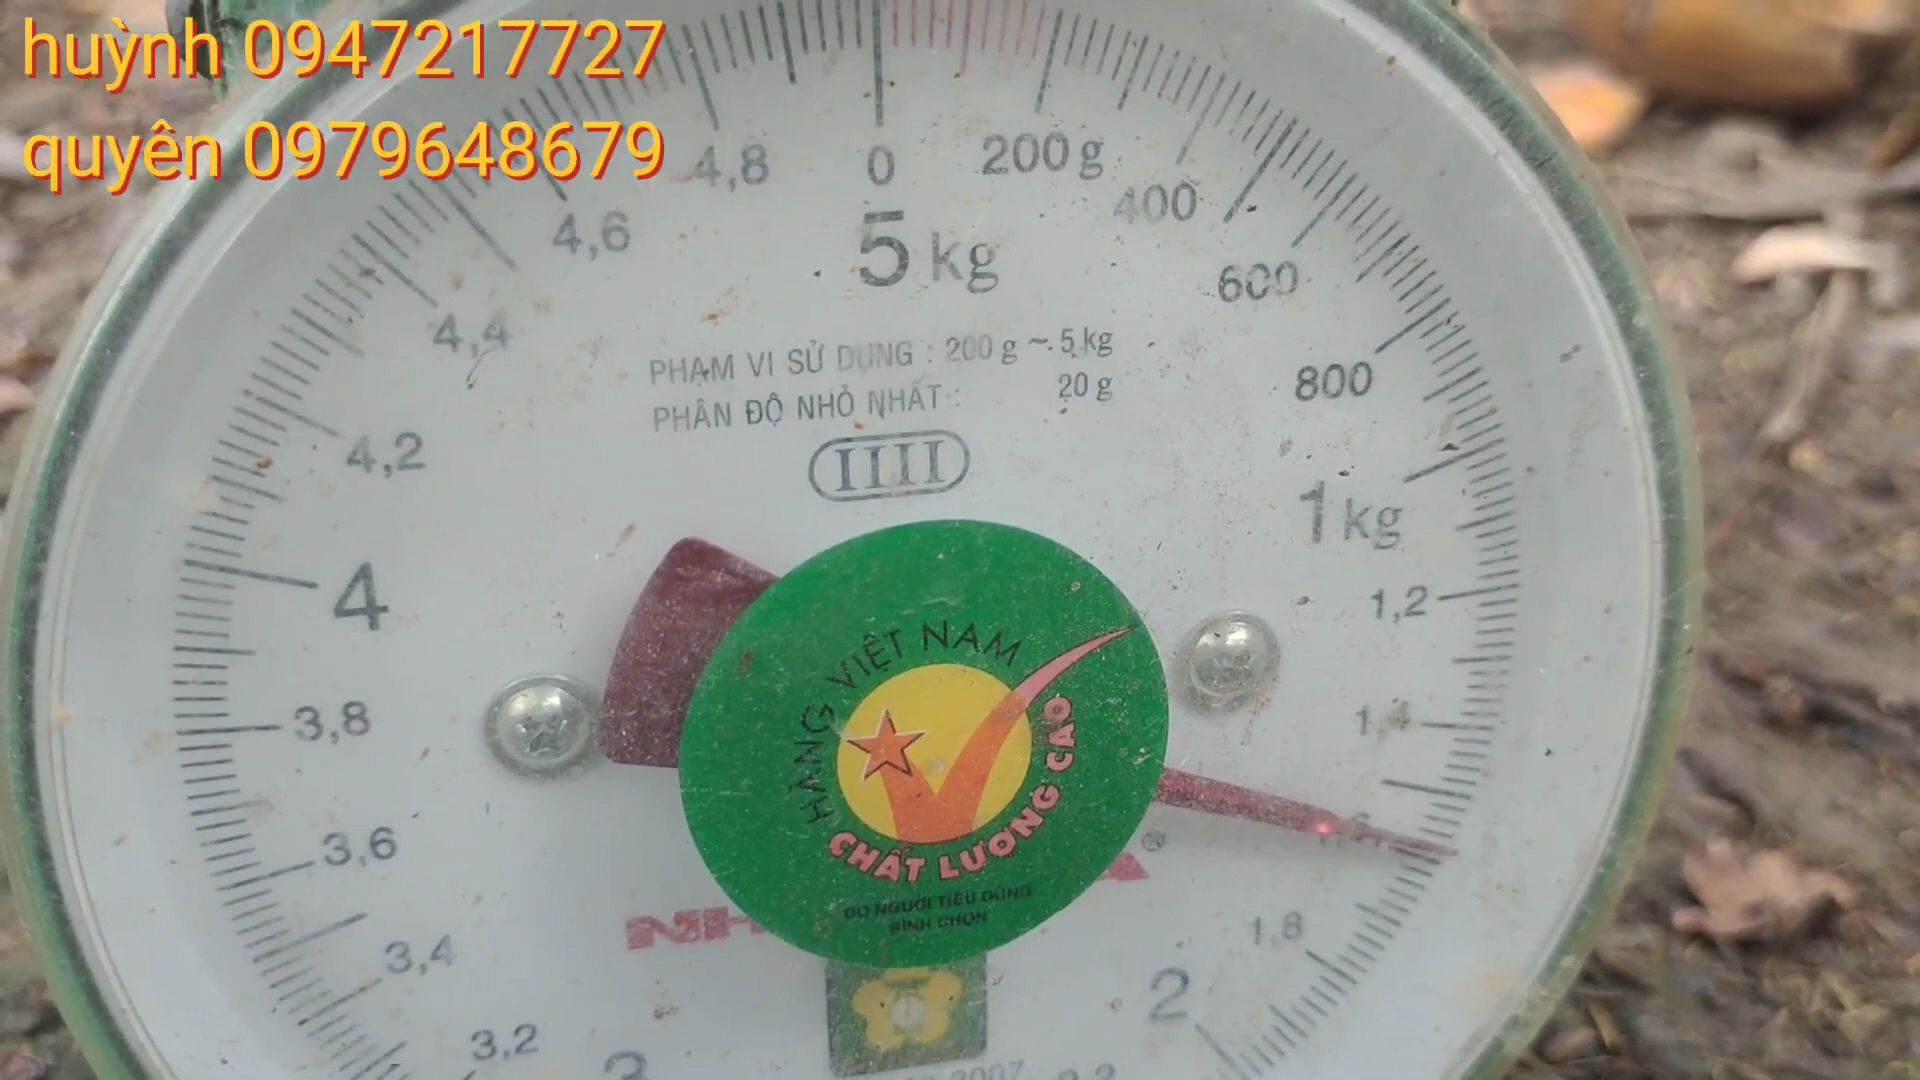 huỳnh 0947217727
quyên 0979648679
0
200 g
400
600
800
1 kg
1,2
1,4
1,8
2
3
3,2
3,4
3,6
3,8
4
4,2
4,4
4,6
4,8
5 kg
PHẠM VI SỬ DỤNG : 200 g ~ 5 kg
PHÂN ĐỘ NHỎ NHẤT : 20 g
IIII
HÀNG VIỆT NAM
CHẤT LƯỢNG CAO
DO NGƯỜI TIÊU DÙNG
BÌNH CHỌN